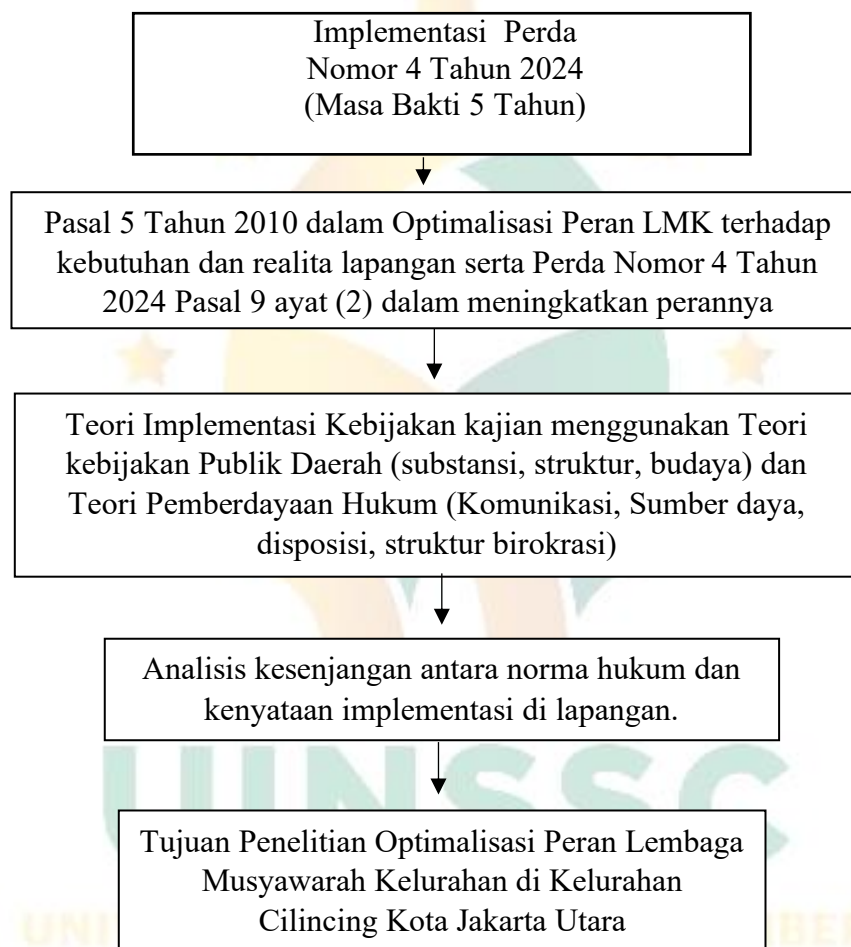 Implementasi Perda
Nomor 4 Tahun 2024
(Masa Bakti 5 Tahun)
Pasal 5 Tahun 2010 dalam Optimalisasi Peran LMK terhadap
kebutuhan dan realita lapangan serta Perda Nomor 4 Tahun
2024 Pasal 9 ayat (2) dalam meningkatkan perannya
Teori Implementasi Kebijakan kajian menggunakan Teori
kebijakan Publik Daerah (substansi, struktur, budaya) dan
Teori Pemberdayaan Hukum (Komunikasi, Sumber daya,
disposisi, struktur birokrasi)
Analisis kesenjangan antara norma hukum dan
kenyataan implementasi di lapangan.
UINSSC
Tujuan Penelitian Optimalisasi Peran Lembaga
Musyawarah Kelurahan di Kelurahan
Cilincing Kota Jakarta Utara